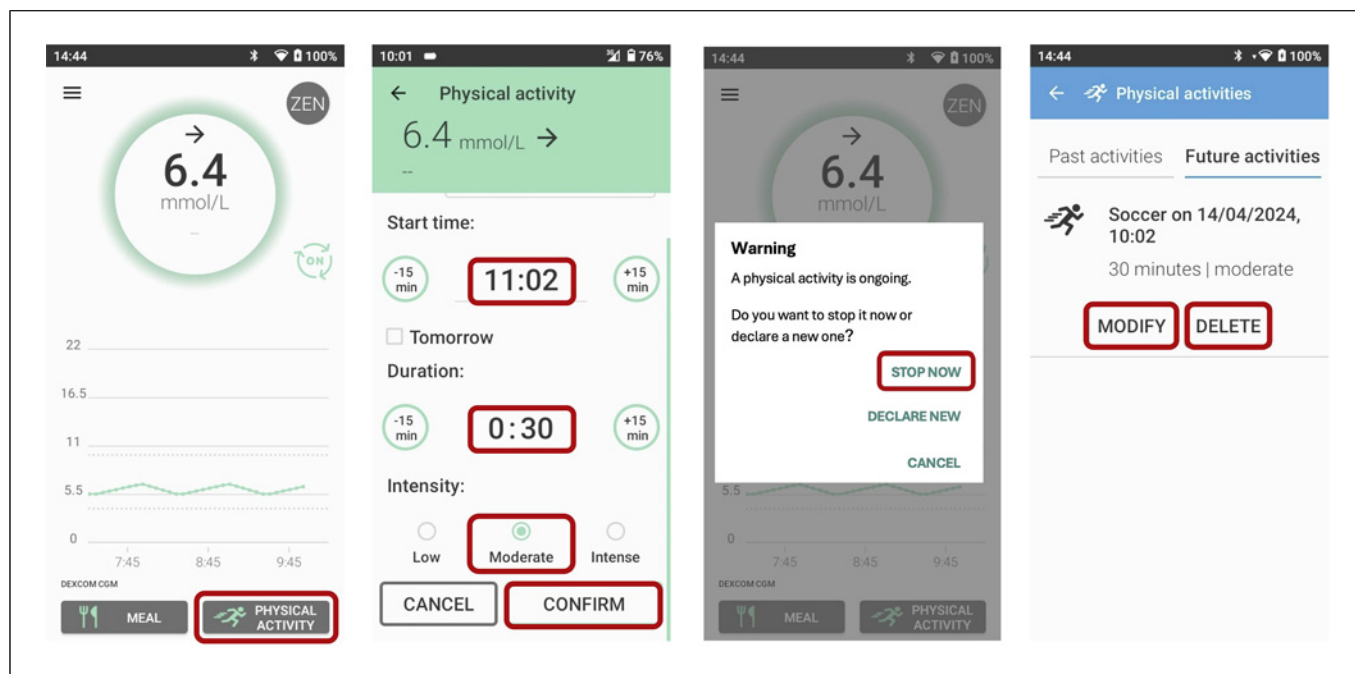 14:44
100%
ZEN
→
6.4
mmol/L
--
ON
22
16.5
11
5.5
0
7:45 8:45 9:45
DEXCOM CGM
MEAL
PHYSICAL
ACTIVITY
10:01
76%
← Physical activity
6.4 mmol/L →
--
Start time:
-15
min
11:02
+15
min
Tomorrow
Duration:
-15
min
0:30
+15
min
Intensity:
Low Moderate Intense
CANCEL CONFIRM
14:44
100%
ZEN
→
6.4
mmol/L
Warning
A physical activity is ongoing.
Do you want to stop it now or
declare a new one?
STOP NOW
DECLARE NEW
CANCEL
5.5
0
7:45 8:45 9:45
DEXCOM CGM
MEAL
PHYSICAL
ACTIVITY
14:44
100%
← Physical activities
Past activities Future activities
Soccer on 14/04/2024,
10:02
30 minutes | moderate
MODIFY DELETE